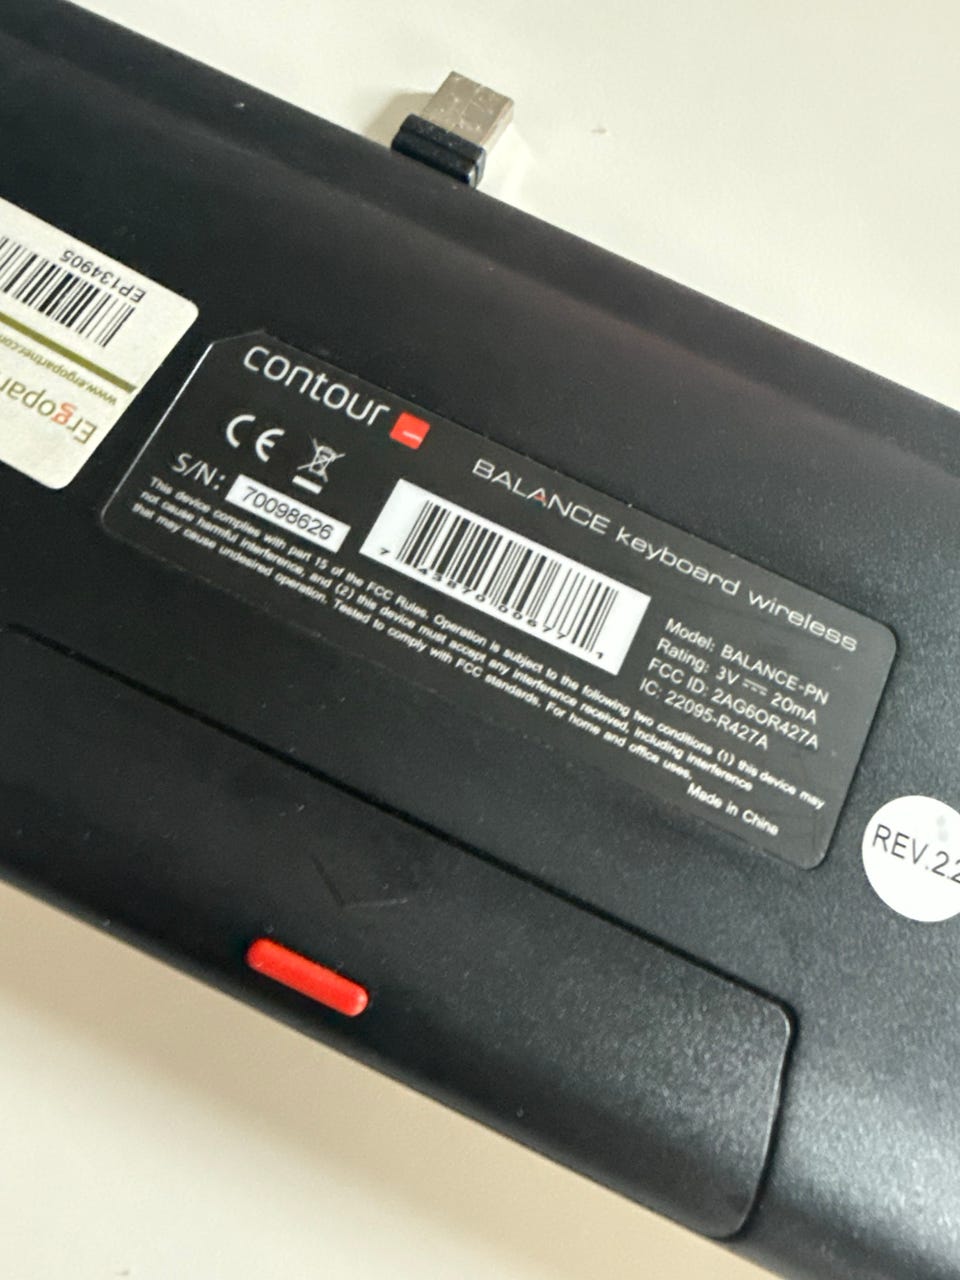 EP134905
www.ergopartner.com
contour
BALANCE keyboard wireless
CE
S/N: 70098626
Model: BALANCE-PN
Rating: 3V ⎓ 20mA
FCC ID: 2AG6OR427A
IC: 22095-R427A
This device complies with part 15 of the FCC Rules. Operation is subject to the following two conditions (1) this device may
not cause harmful interference, and (2) this device must accept any interference received, including interference
that may cause undesired operation. Tested to comply with FCC standards. For home and office uses.
Made in China
REV.2.2